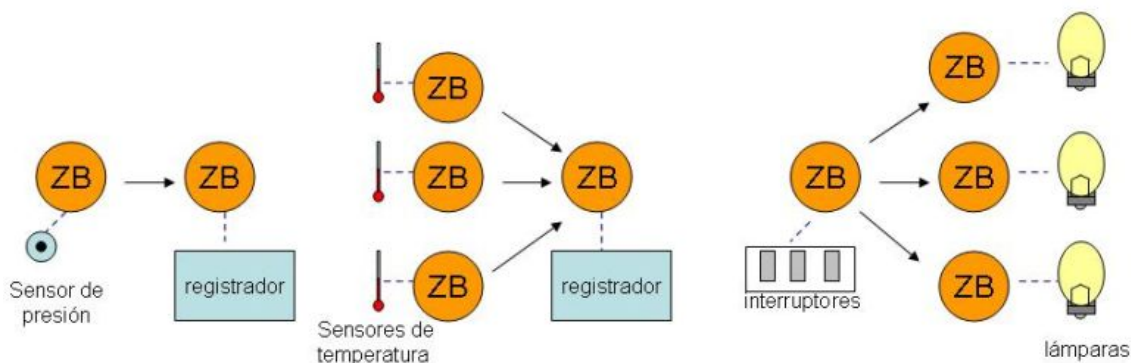 ZB
ZB
Sensor de
presión
registrador
ZB
ZB
ZB
ZB
Sensores de
temperatura
registrador
ZB
ZB
ZB
ZB
interruptores
lámparas